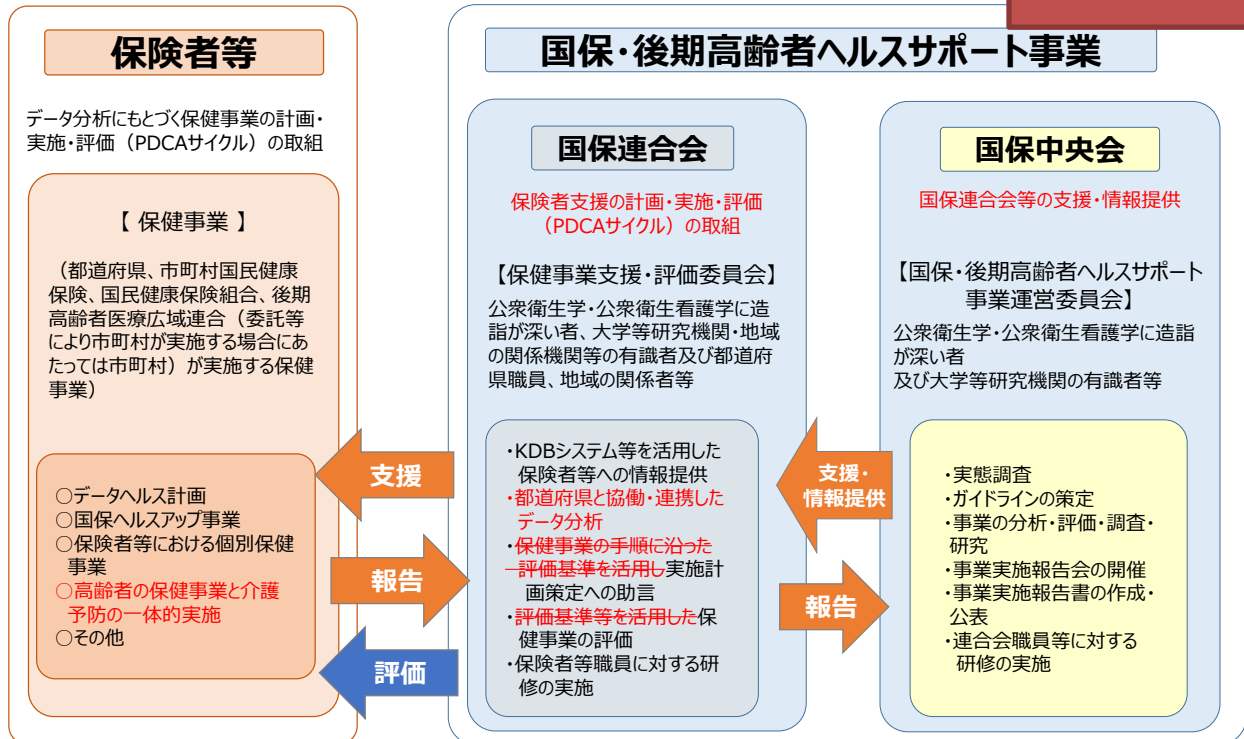 保険者等
データ分析にもとづく保健事業の計画・
実施・評価（PDCAサイクル）の取組
【 保健事業 】
（都道府県、市町村国民健康
保険、国民健康保険組合、後期
高齢者医療広域連合（委託等
により市町村が実施する場合にあ
たっては市町村）が実施する保健
事業）
○データヘルス計画
○国保ヘルスアップ事業
○保険者等における個別保健
事業
○高齢者の保健事業と介護
予防の一体的実施
○その他
支援
報告
評価
国保・後期高齢者ヘルスサポート事業
国保連合会
保険者支援の計画・実施・評価
（PDCAサイクル）の取組
【保健事業支援・評価委員会】
公衆衛生学・公衆衛生看護学に造
詣が深い者、大学等研究機関・地域
の関係機関等の有識者及び都道府
県職員、地域の関係者等
・KDBシステム等を活用した
保険者等への情報提供
・都道府県と協働・連携した
データ分析
・保健事業の手順に沿った
評価基準を活用し実施計
画策定への助言
・評価基準等を活用した保
健事業の評価
・保険者等職員に対する研
修の実施
支援・
情報提供
報告
国保中央会
国保連合会等の支援・情報提供
【国保・後期高齢者ヘルスサポート
事業運営委員会】
公衆衛生学・公衆衛生看護学に造詣
が深い者
及び大学等研究機関の有識者等
・実態調査
・ガイドラインの策定
・事業の分析・評価・調査・
研究
・事業実施報告会の開催
・事業実施報告書の作成・
公表
・連合会職員等に対する
研修の実施